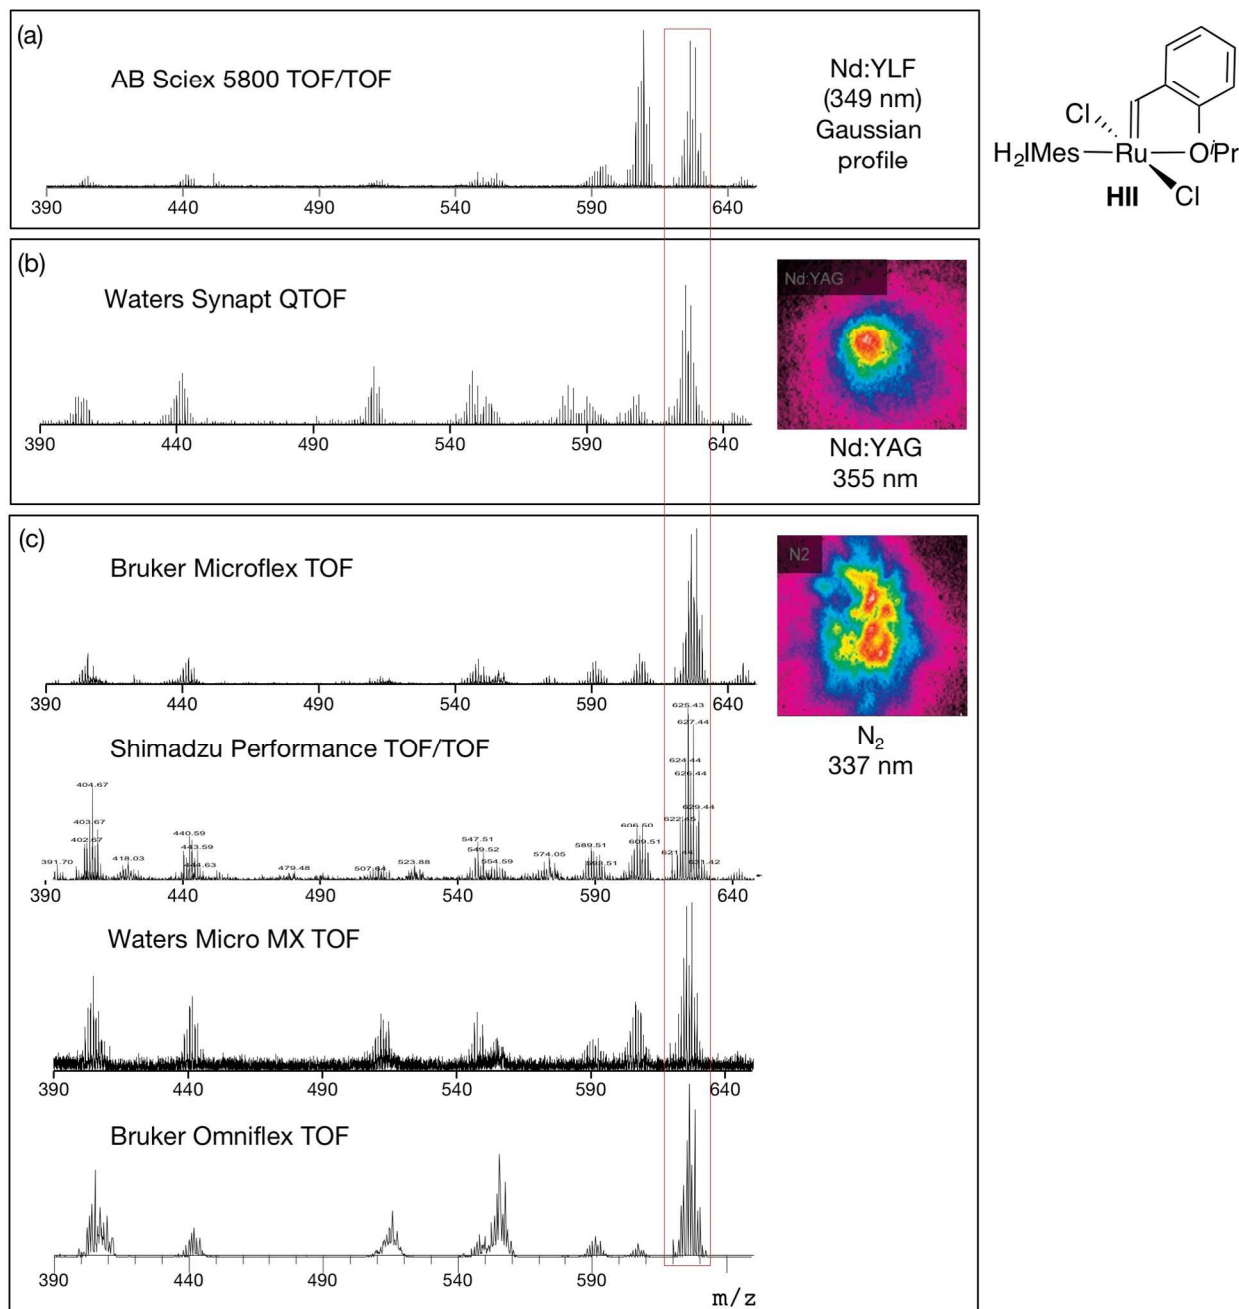 (a)
AB Sciex 5800 TOF/TOF
Nd:YLF
(349 nm)
Gaussian
profile
390 440 490 540 590 640
Cl
H₂IMes Ru OⁱPr
HII Cl
(b)
Waters Synapt QTOF
Nd:YAG
390 440 490 540 590 640
Nd:YAG
355 nm
(c)
Bruker Microflex TOF
N2
390 440 490 540 590 640
N₂
337 nm
Shimadzu Performance TOF/TOF
625.43
627.44
624.44
626.44
629.44
622.45
621.44
631.42
404.67
403.67
402.67
391.70
418.03
440.59
443.59
444.63
479.48
507.44
523.88
547.51
549.52
554.59
574.05
589.51
593.51
606.50
609.51
390 440 490 540 590 640
Waters Micro MX TOF
390 440 490 540 590 640
Bruker Omniflex TOF
390 440 490 540 590
m/z